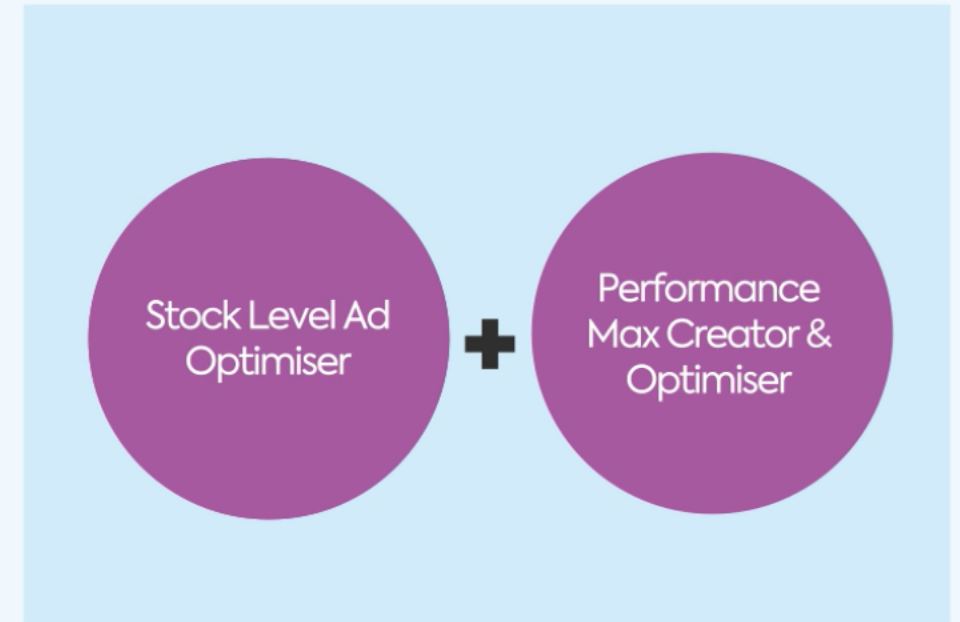 Stock Level Ad
Optimiser
Performance
Max Creator &
Optimiser